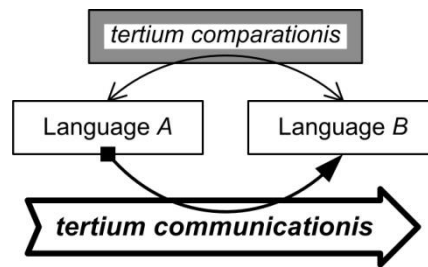 tertium comparationis
Language A
Language B
tertium communicationis